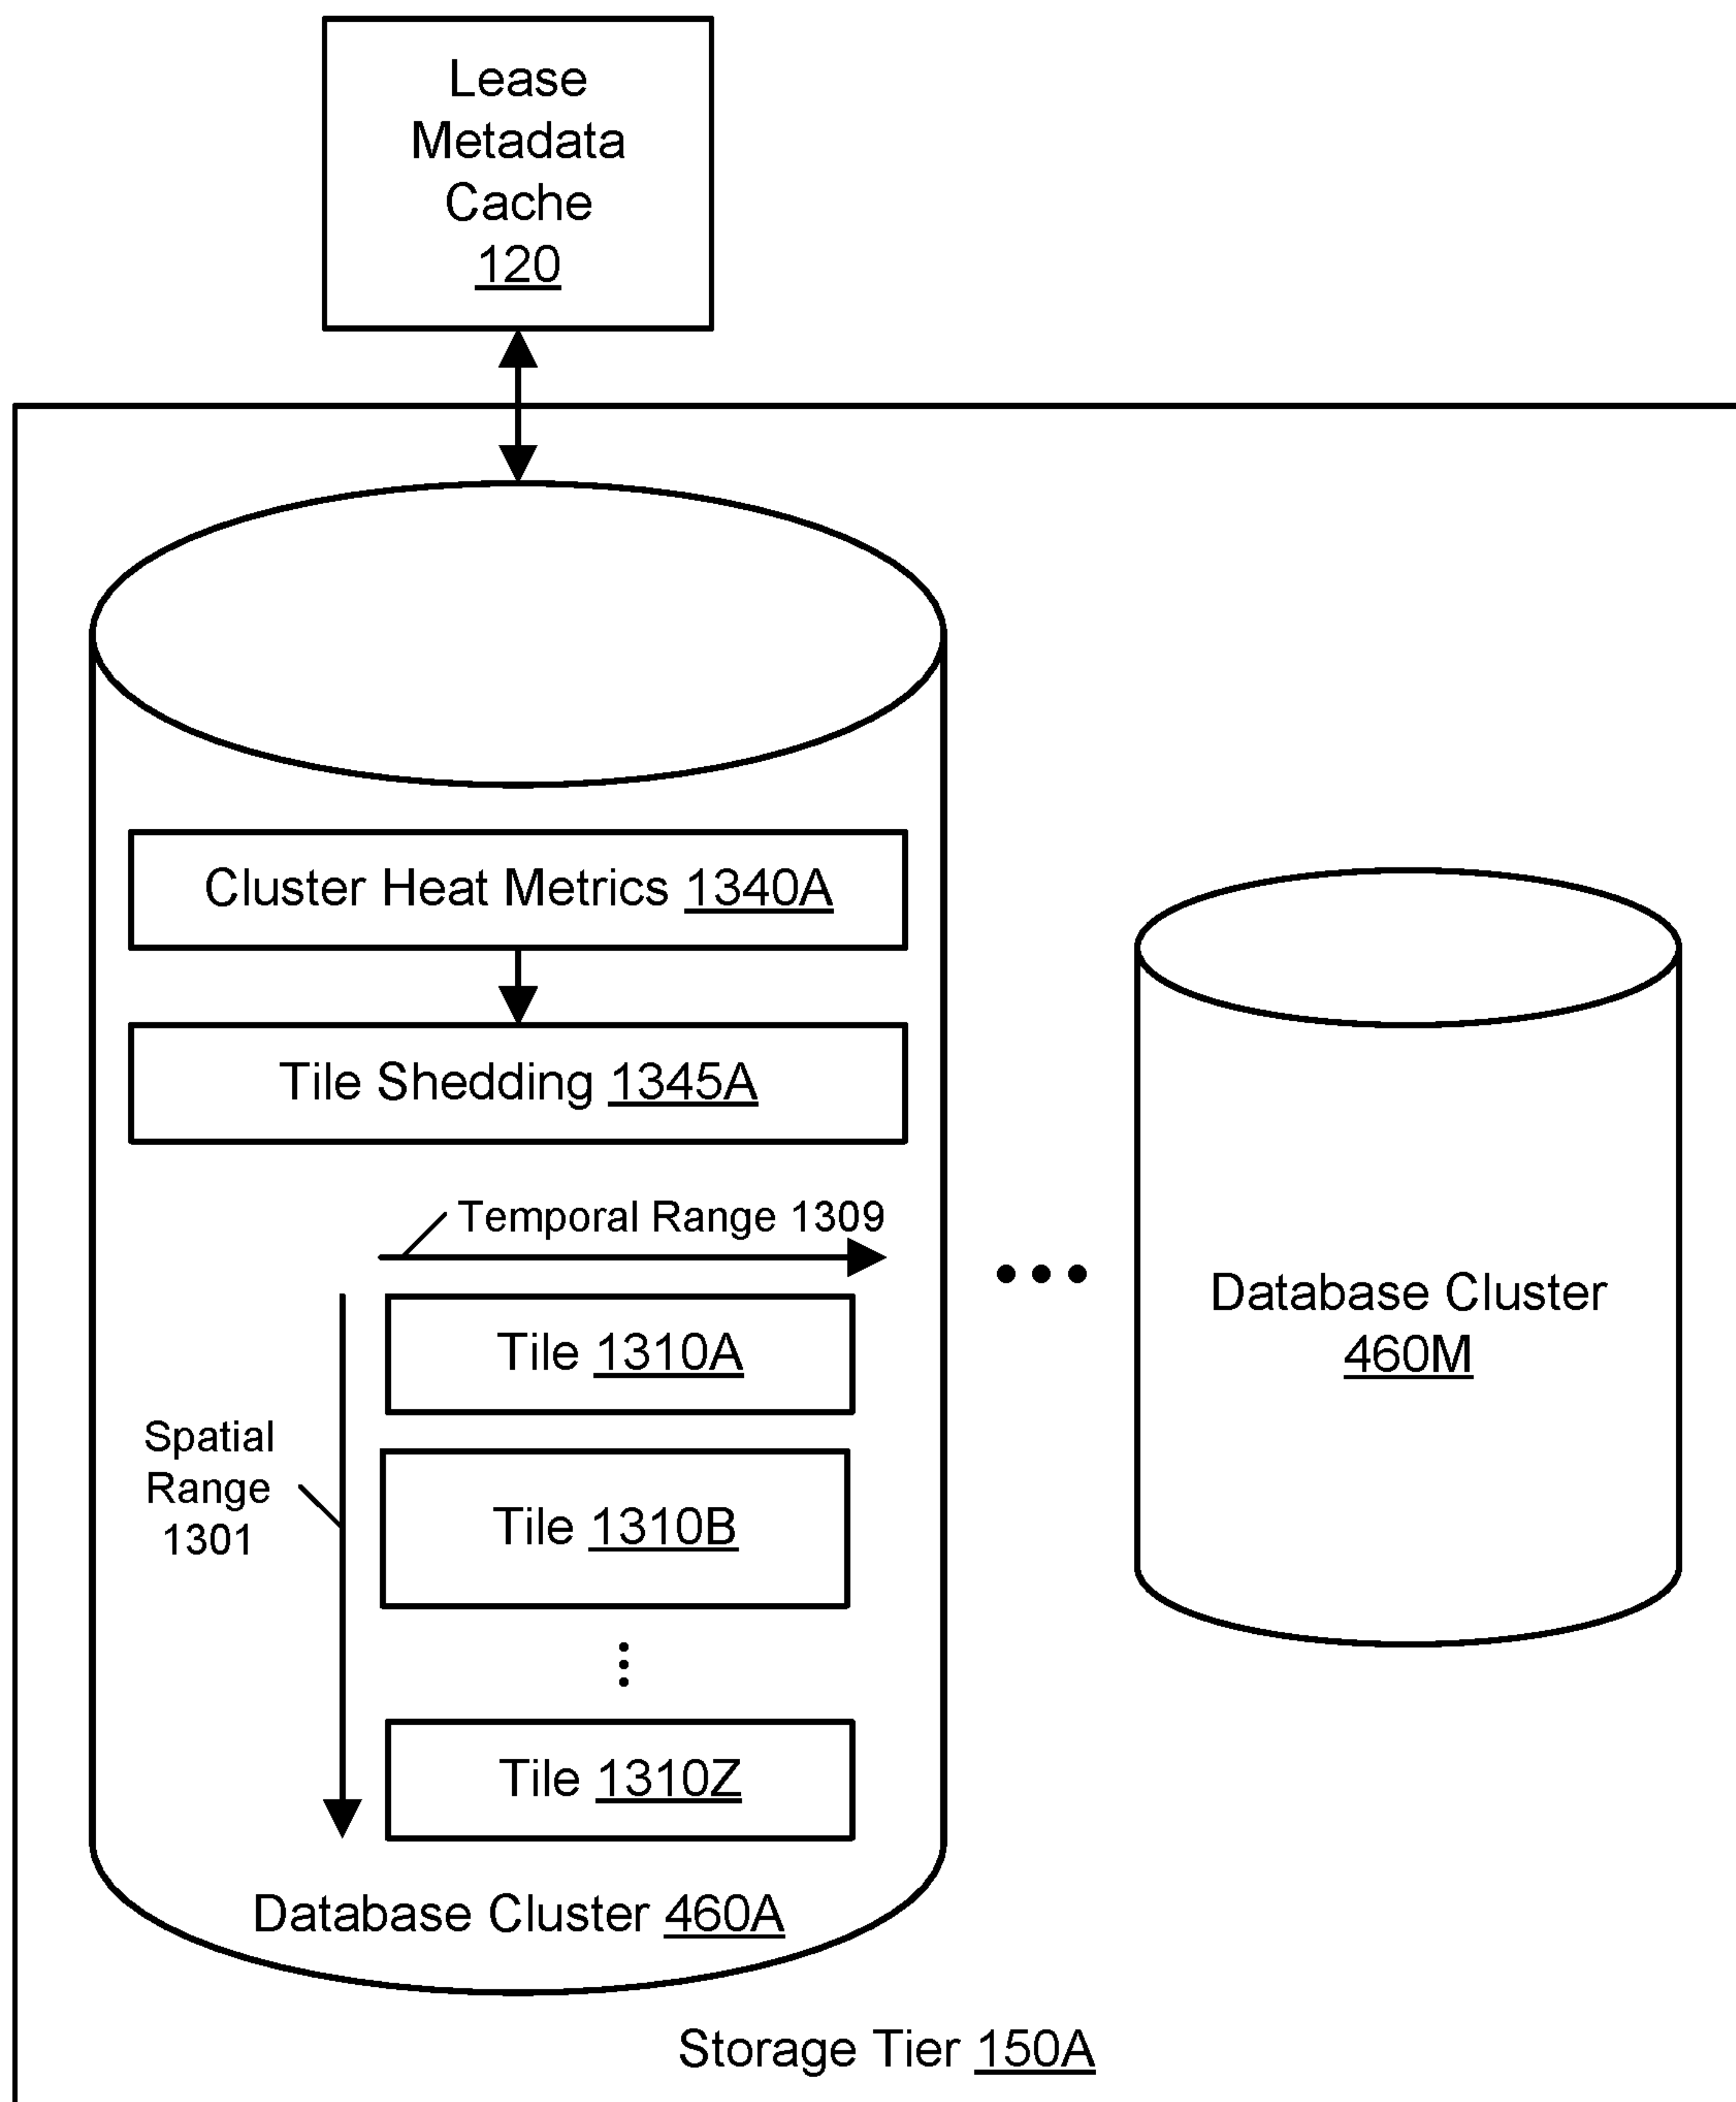 Lease
Metadata
Cache
120
Cluster Heat Metrics 1340A
Tile Shedding 1345A
Temporal Range 1309
Tile 1310A
Spatial
Range
1301
Tile 1310B
Tile 1310Z
Database Cluster 460A
Database Cluster
460M
Storage Tier 150A